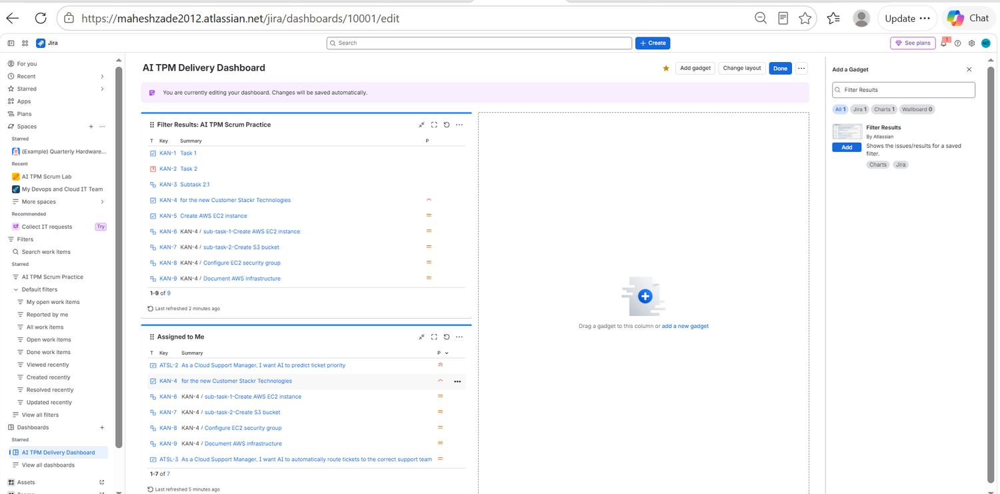 https://maheshzade2012.atlassian.net/jira/dashboards/10001/edit
Update
Chat
Jira
Search
Create
See plans
1
For you
Recent
Starred
Apps
Plans
Spaces
Starred
(Example) Quarterly Hardware...
Recent
AI TPM Scrum Lab
My Devops and Cloud IT Team
More spaces
Recommended
Collect IT requests Try
Filters
Search work items
Starred
AI TPM Scrum Practice
Default filters
My open work items
Reported by me
All work items
Open work items
Done work items
Viewed recently
Created recently
Resolved recently
Updated recently
View all filters
Dashboards
Starred
AI TPM Delivery Dashboard
View all dashboards
Assets
AI TPM Delivery Dashboard
Add gadget
Change layout
Done
You are currently editing your dashboard. Changes will be saved automatically.
Filter Results: AI TPM Scrum Practice
T Key Summary P
KAN-1 Task 1
KAN-2 Task 2
KAN-3 Subtask 2.1
KAN-4 for the new Customer Stackr Technologies
KAN-5 Create AWS EC2 instance
KAN-6 KAN-4 / sub-task-1-Create AWS EC2 instance
KAN-7 KAN-4 / sub-task-2-Create S3 bucket
KAN-8 KAN-4 / Configure EC2 security group
KAN-9 KAN-4 / Document AWS infrastructure
1–9 of 9
Last refreshed 2 minutes ago
Assigned to Me
T Key Summary P
ATSL-2 As a Cloud Support Manager, I want AI to predict ticket priority
KAN-4 for the new Customer Stackr Technologies
KAN-6 KAN-4 / sub-task-1-Create AWS EC2 instance
KAN-7 KAN-4 / sub-task-2-Create S3 bucket
KAN-8 KAN-4 / Configure EC2 security group
KAN-9 KAN-4 / Document AWS infrastructure
ATSL-3 As a Cloud Support Manager, I want AI to automatically route tickets to the correct support team
1–7 of 7
Last refreshed 5 minutes ago
Drag a gadget to this column or add a new gadget
Add a Gadget
Filter Results
All 1 Jira 1 Charts 1 Wallboard 0
Filter Results
By Atlassian
Add
Shows the issues/results for a saved
filter.
Charts Jira